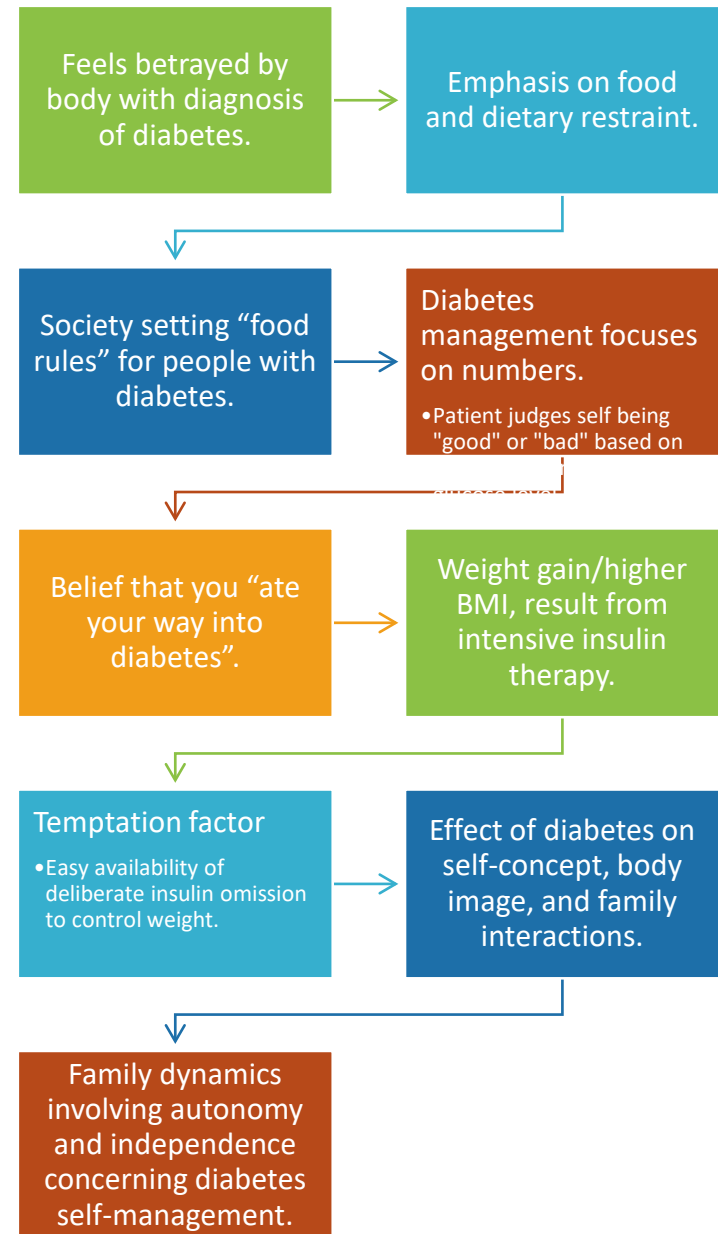 Feels betrayed by
body with diagnosis
of diabetes.
Emphasis on food
and dietary restraint.
Society setting “food
rules” for people with
diabetes.
Diabetes
management focuses
on numbers.
•Patient judges self being
"good" or "bad" based on
glucose level
Belief that you “ate
your way into
diabetes”.
Weight gain/higher
BMI, result from
intensive insulin
therapy.
Temptation factor
•Easy availability of
deliberate insulin omission
to control weight.
Effect of diabetes on
self-concept, body
image, and family
interactions.
Family dynamics
involving autonomy
and independence
concerning diabetes
self-management.